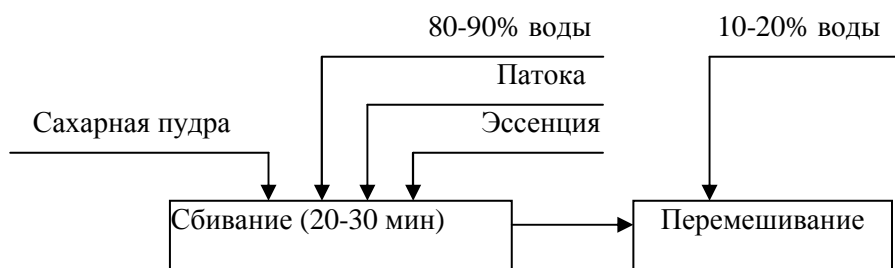 80-90% воды
10-20% воды
Патока
Сахарная пудра
Эссенция
Сбивание (20-30 мин)
Перемешивание